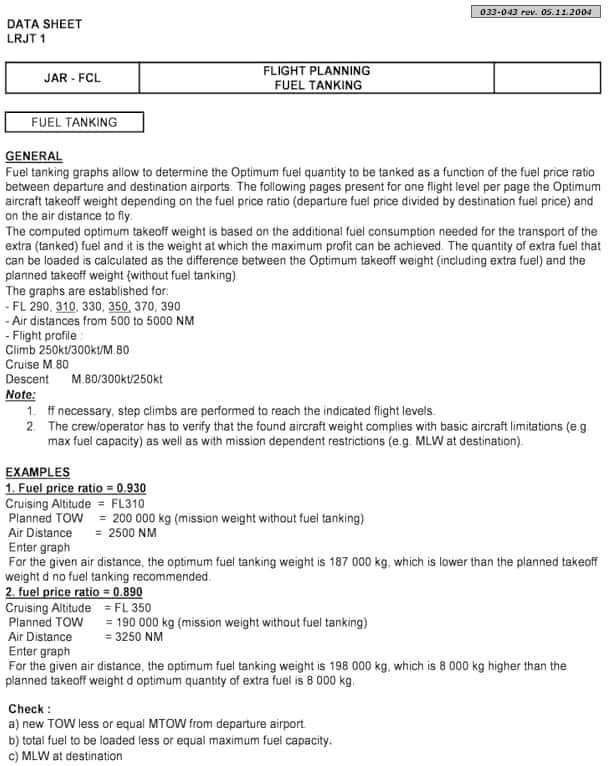 033-043 rev. 05.11.2004
DATA SHEET
LRJT 1
JAR - FCL
FLIGHT PLANNING
FUEL TANKING
FUEL TANKING
GENERAL
Fuel tanking graphs allow to determine the Optimum fuel quantity to be tanked as a function of the fuel price ratio
between departure and destination airports. The following pages present for one flight level per page the Optimum
aircraft takeoff weight depending on the fuel price ratio (departure fuel price divided by destination fuel price) and
on the air distance to fly.
The computed optimum takeoff weight is based on the additional fuel consumption needed for the transport of the
extra (tanked) fuel and it is the weight at which the maximum profit can be achieved. The quantity of extra fuel that
can be loaded is calculated as the difference between the Optimum takeoff weight (including extra fuel) and the
planned takeoff weight {without fuel tanking).
The graphs are established for:
- FL 290, 310, 330, 350, 370, 390
- Air distances from 500 to 5000 NM
- Flight profile :
Climb 250kt/300kt/M.80
Cruise M.80
Descent M.80/300kt/250kt
Note:
1. ff necessary, step climbs are performed to reach the indicated flight levels.
2. The crew/operator has to verify that the found aircraft weight complies with basic aircraft limitations (e.g.
max fuel capacity) as well as with mission dependent restrictions (e.g. MLW at destination).
EXAMPLES
1. Fuel price ratio = 0.930
Cruising Altitude = FL310
Planned TOW = 200 000 kg (mission weight without fuel tanking)
Air Distance = 2500 NM
Enter graph
For the given air distance, the optimum fuel tanking weight is 187 000 kg, which is lower than the planned takeoff
weight d no fuel tanking recommended.
2. fuel price ratio = 0.890
Cruising Altitude = FL 350
Planned TOW = 190 000 kg (mission weight without fuel tanking)
Air Distance = 3250 NM
Enter graph
For the given air distance, the optimum fuel tanking weight is 198 000 kg, which is 8 000 kg higher than the
planned takeoff weight d optimum quantity of extra fuel is 8 000 kg.
Check :
a) new TOW less or equal MTOW from departure airport.
b) total fuel to be loaded less or equal maximum fuel capacity.
c) MLW at destination